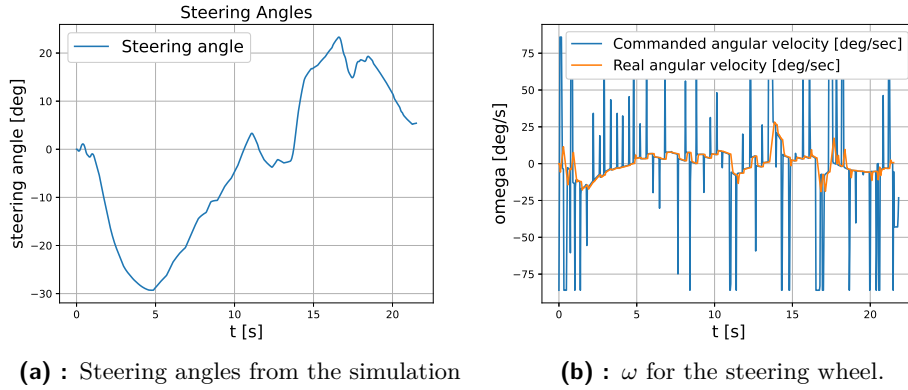 Steering Angles
Steering angle
steering angle [deg]
20
10
0
−10
−20
−30
0
5
10
15
20
t [s]
Commanded angular velocity [deg/sec]
Real angular velocity [deg/sec]
omega [deg/s]
75
50
25
0
−25
−50
−75
0
5
10
15
20
t [s]
(a) : Steering angles from the simulation
(b) : ω for the steering wheel.